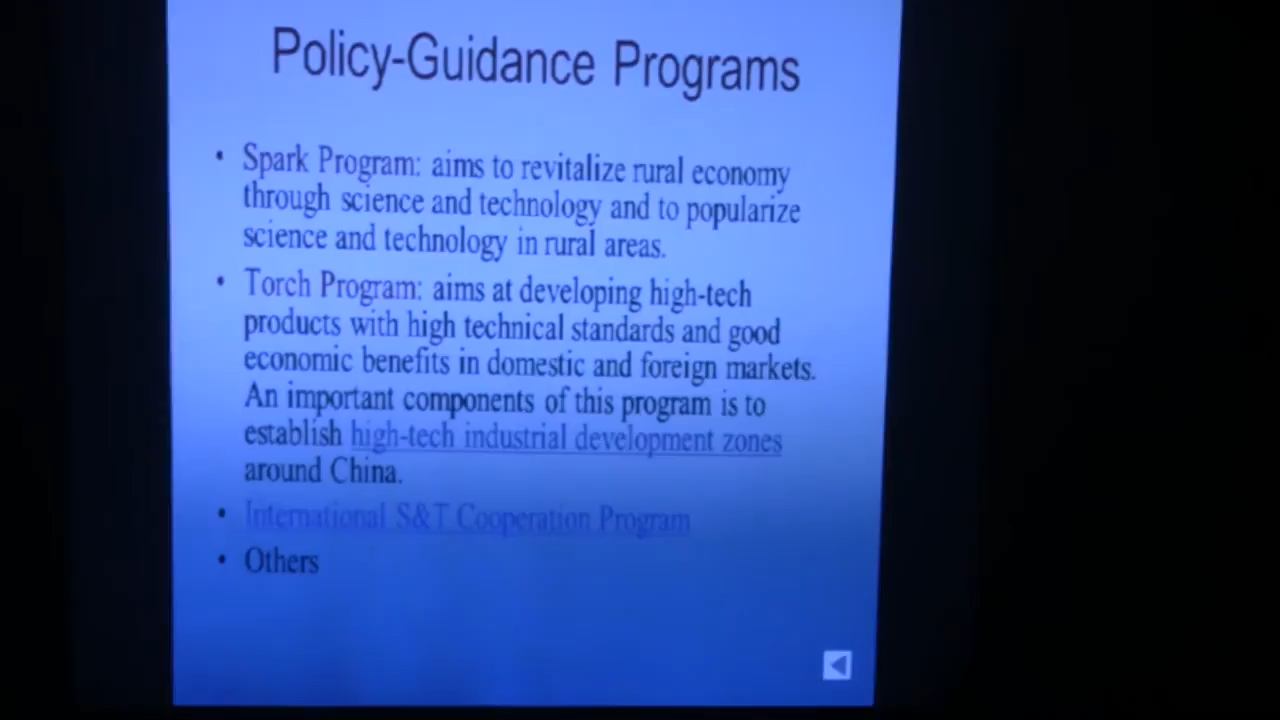 Policy-Guidance Programs
• Spark Program: aims to revitalize rural economy
through science and technology and to popularize
science and technology in rural areas.
• Torch Program: aims at developing high-tech
products with high technical standards and good
economic benefits in domestic and foreign markets.
An important components of this program is to
establish high-tech industrial development zones
around China.
• International S&T Cooperation Program
• Others